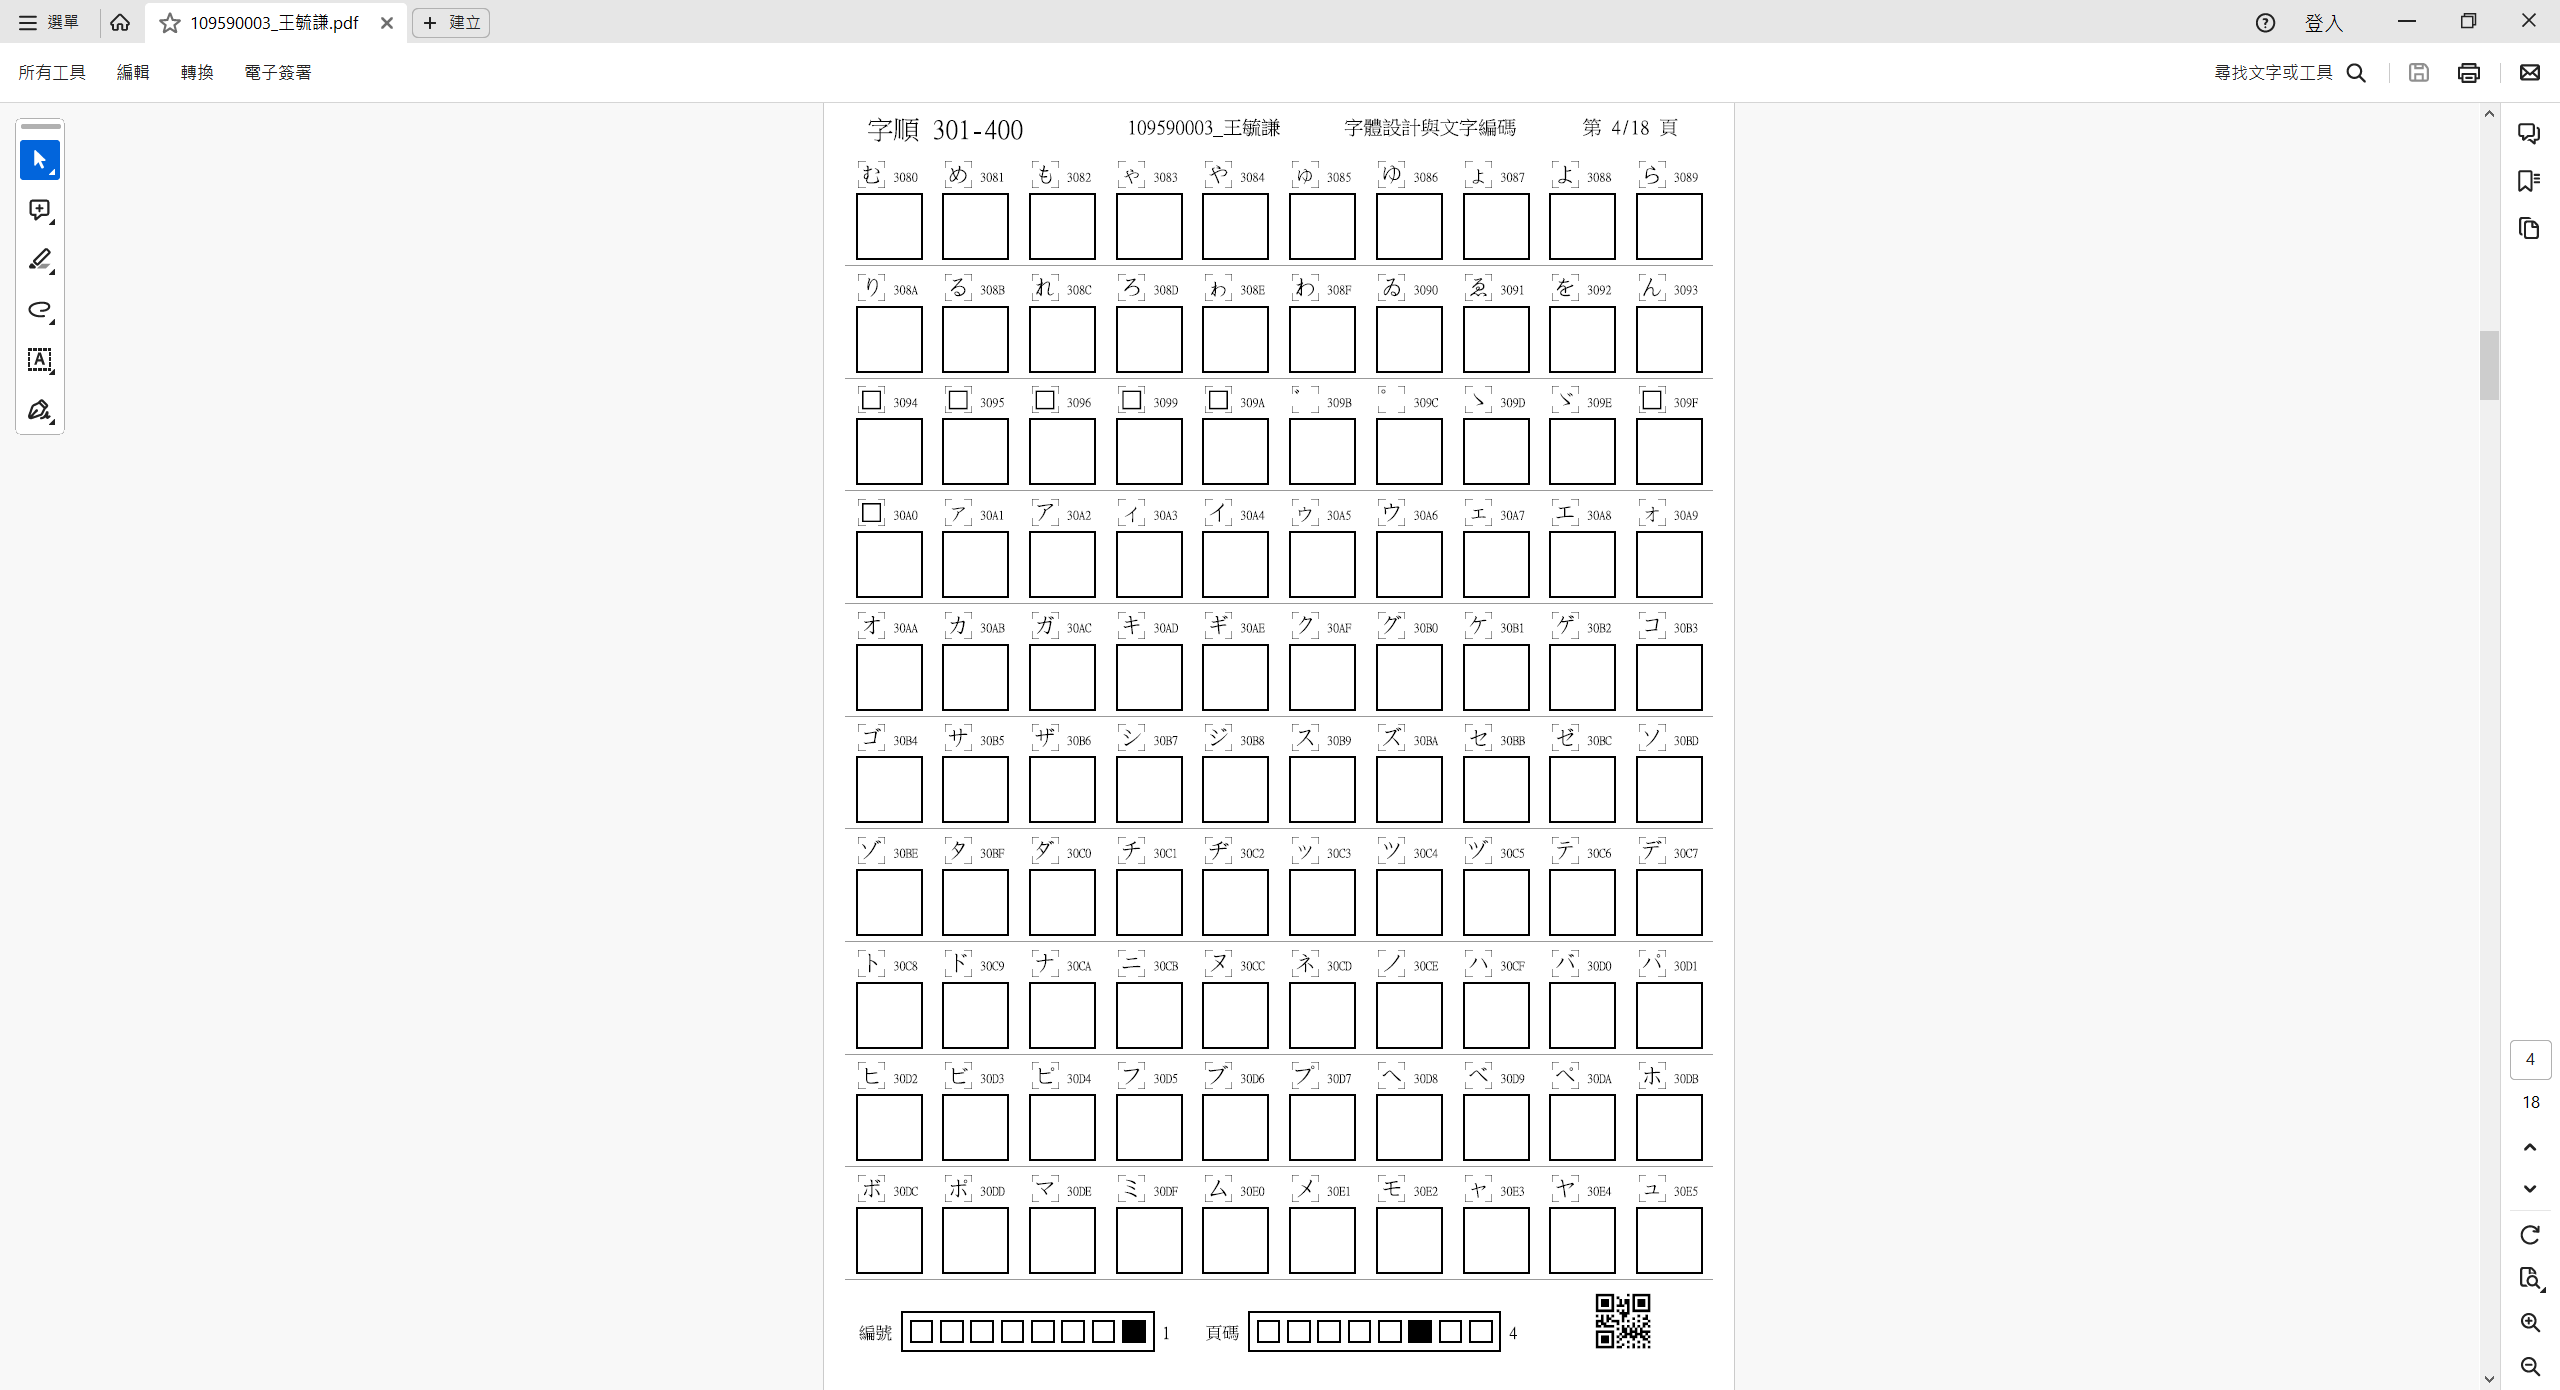 選單 109590003_王毓謙.pdf 建立 登入
所有工具 編輯 轉換 電子簽署 尋找文字或工具
字順 301-400 109590003_王毓謙 字體設計與文字編碼 第 4/18 頁
む 3080 め 3081 も 3082 ゃ 3083 や 3084 ゅ 3085 ゆ 3086 ょ 3087 よ 3088 ら 3089
り 308A る 308B れ 308C ろ 308D ゎ 308E わ 308F ゐ 3090 ゑ 3091 を 3092 ん 3093
□ 3094 □ 3095 □ 3096 □ 3099 □ 309A ゛ 309B ゜ 309C ゝ 309D ゞ 309E □ 309F
□ 30A0 ァ 30A1 ア 30A2 ィ 30A3 イ 30A4 ゥ 30A5 ウ 30A6 ェ 30A7 エ 30A8 ォ 30A9
オ 30AA カ 30AB ガ 30AC キ 30AD ギ 30AE ク 30AF グ 30B0 ケ 30B1 ゲ 30B2 コ 30B3
ゴ 30B4 サ 30B5 ザ 30B6 シ 30B7 ジ 30B8 ス 30B9 ズ 30BA セ 30BB ゼ 30BC ソ 30BD
ゾ 30BE タ 30BF ダ 30C0 チ 30C1 ヂ 30C2 ッ 30C3 ツ 30C4 ヅ 30C5 テ 30C6 デ 30C7
ト 30C8 ド 30C9 ナ 30CA ニ 30CB ヌ 30CC ネ 30CD ノ 30CE ハ 30CF バ 30D0 パ 30D1
ヒ 30D2 ビ 30D3 ピ 30D4 フ 30D5 ブ 30D6 プ 30D7 ヘ 30D8 ベ 30D9 ペ 30DA ホ 30DB
ボ 30DC ポ 30DD マ 30DE ミ 30DF ム 30E0 メ 30E1 モ 30E2 ャ 30E3 ヤ 30E4 ュ 30E5
編號 1 頁碼 4
4
18